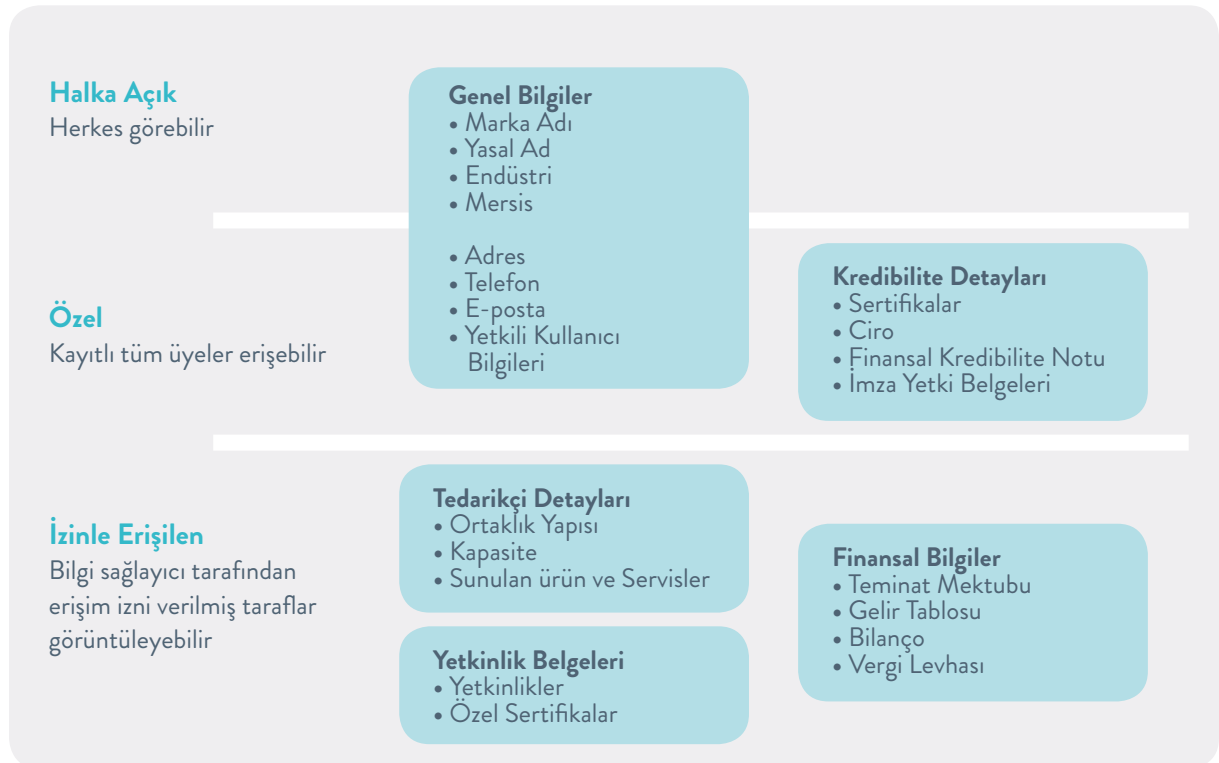 Halka Açık
Herkes görebilir
Genel Bilgiler
• Marka Adı
• Yasal Ad
• Endüstri
• Mersis
• Adres
• Telefon
• E-posta
• Yetkili Kullanıcı
Bilgileri
Özel
Kayıtlı tüm üyeler erişebilir
Kredibilite Detayları
• Sertifikalar
• Ciro
• Finansal Kredibilite Notu
• İmza Yetki Belgeleri
İzinle Erişilen
Bilgi sağlayıcı tarafından
erişim izni verilmiş taraflar
görüntüleyebilir
Tedarikçi Detayları
• Ortaklık Yapısı
• Kapasite
• Sunulan ürün ve Servisler
Yetkinlik Belgeleri
• Yetkinlikler
• Özel Sertifikalar
Finansal Bilgiler
• Teminat Mektubu
• Gelir Tablosu
• Bilanço
• Vergi Levhası